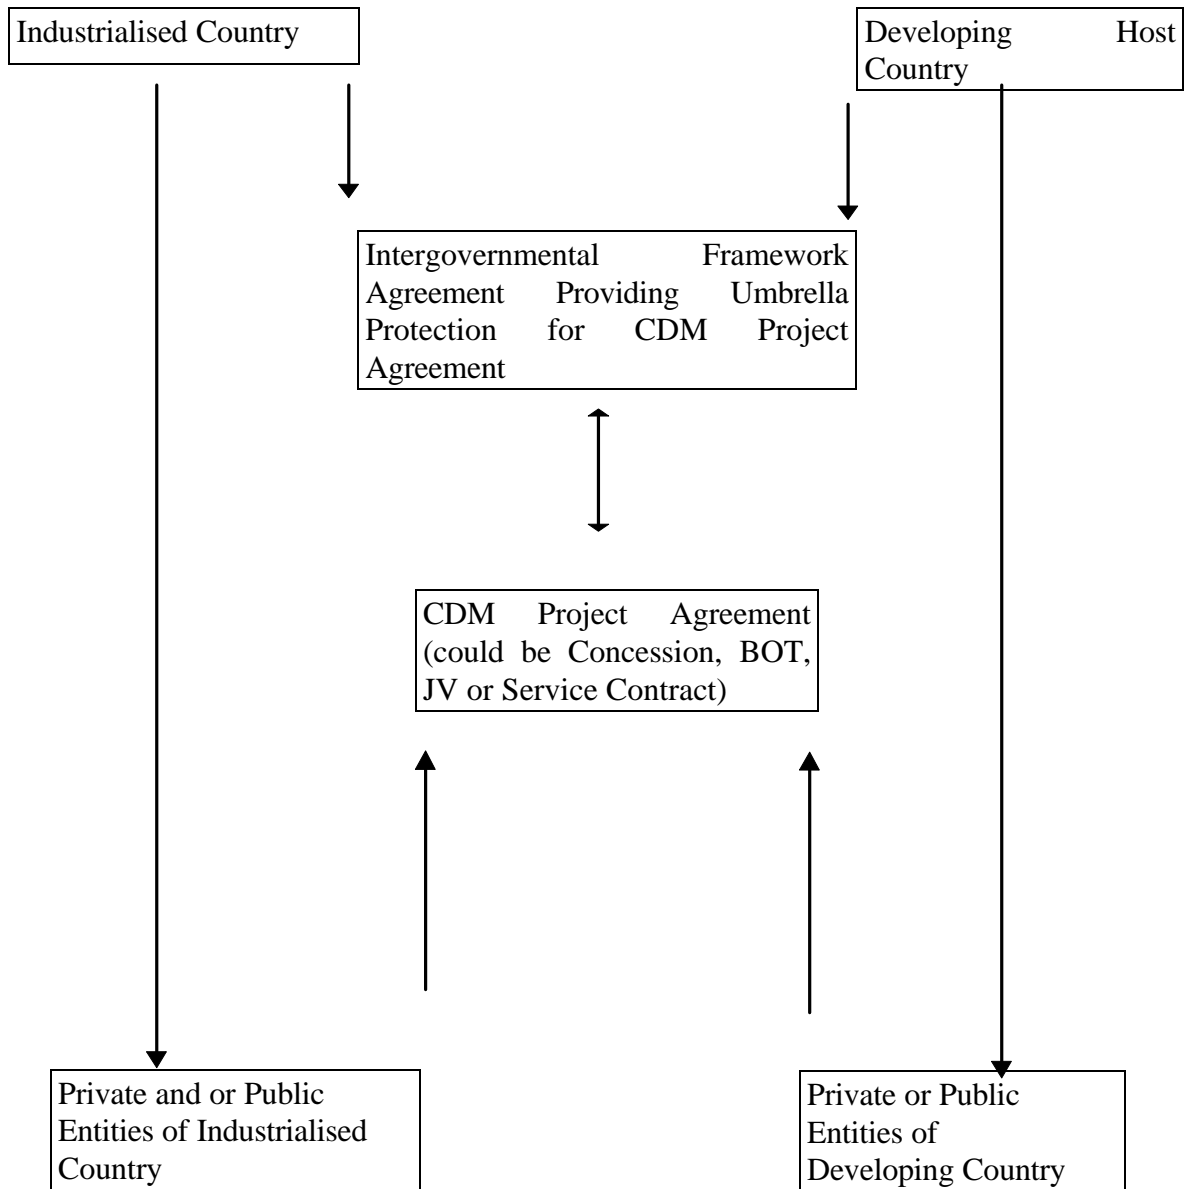 Industrialised Country
Developing Host
Country
Intergovernmental Framework
Agreement Providing Umbrella
Protection for CDM Project
Agreement
CDM Project Agreement
(could be Concession, BOT,
JV or Service Contract)
Private and or Public
Entities of Industrialised
Country
Private or Public
Entities of
Developing Country